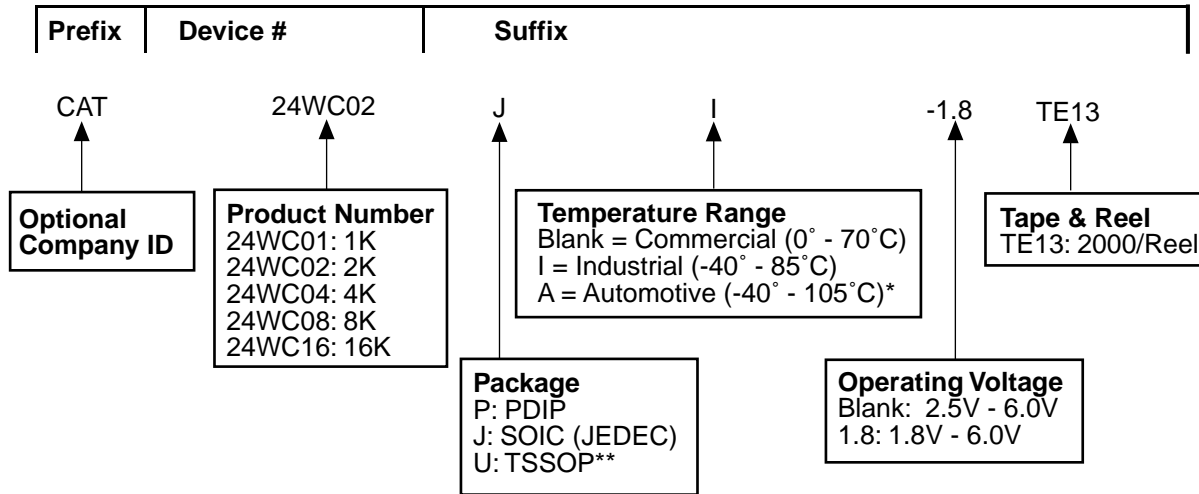 Prefix Device # Suffix
CAT 24WC02 J I -1.8 TE13
Optional
Company ID
Product Number
24WC01: 1K
24WC02: 2K
24WC04: 4K
24WC08: 8K
24WC16: 16K
Temperature Range
Blank = Commercial (0˚ - 70˚C)
I = Industrial (-40˚ - 85˚C)
A = Automotive (-40˚ - 105˚C)*
Tape & Reel
TE13: 2000/Reel
Package
P: PDIP
J: SOIC (JEDEC)
U: TSSOP**
Operating Voltage
Blank: 2.5V - 6.0V
1.8: 1.8V - 6.0V